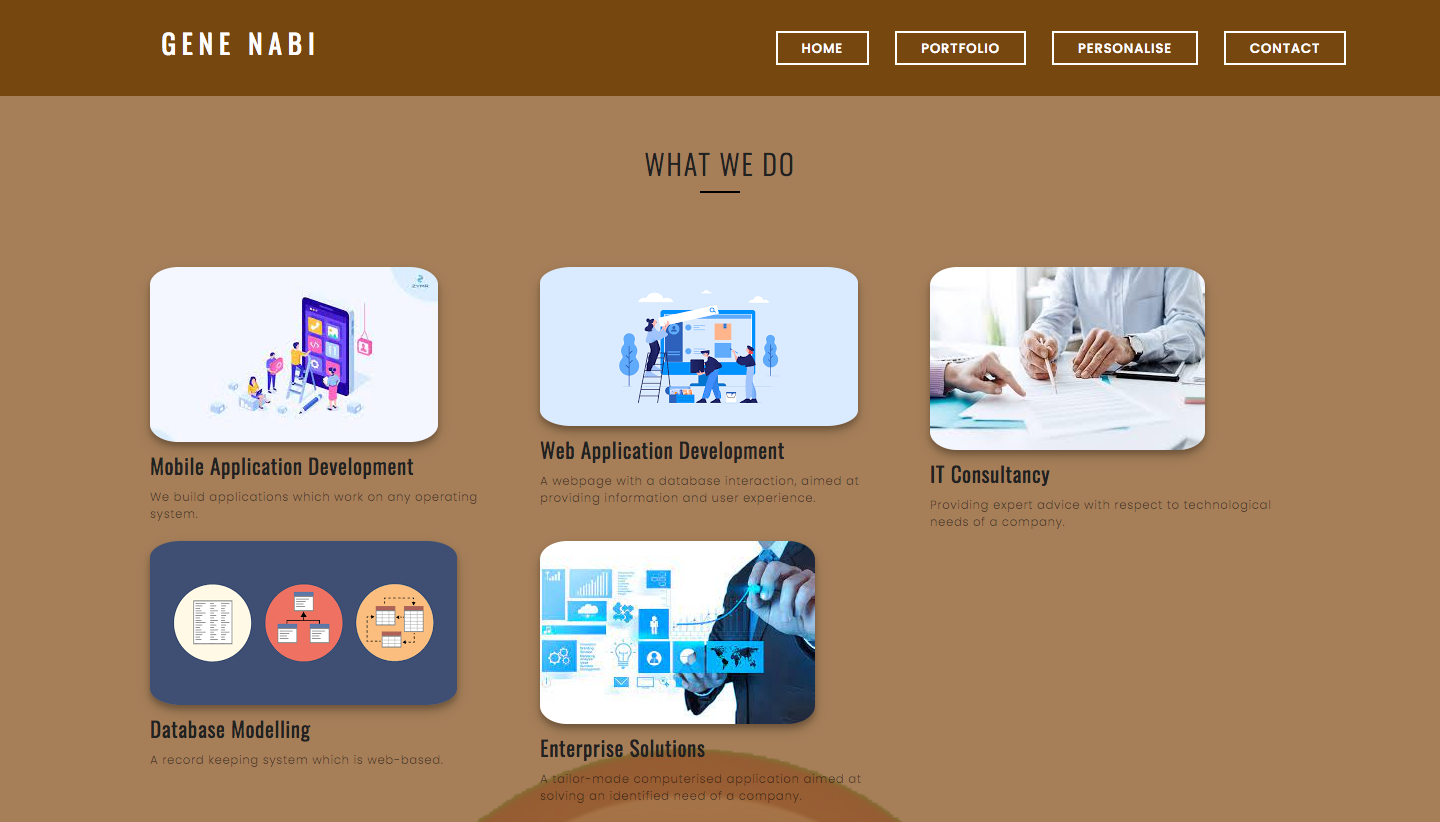 GENE NABI
HOME
PORTFOLIO
PERSONALISE
CONTACT
WHAT WE DO
ZYMR
Mobile Application Development
We build applications which work on any operating
system.
Web Application Development
A webpage with a database interaction, aimed at
providing information and user experience.
IT Consultancy
Providing expert advice with respect to technological
needs of a company.
Database Modelling
A record keeping system which is web-based.
Enterprise Solutions
A tailor-made computerised application aimed at
solving an identified need of a company.